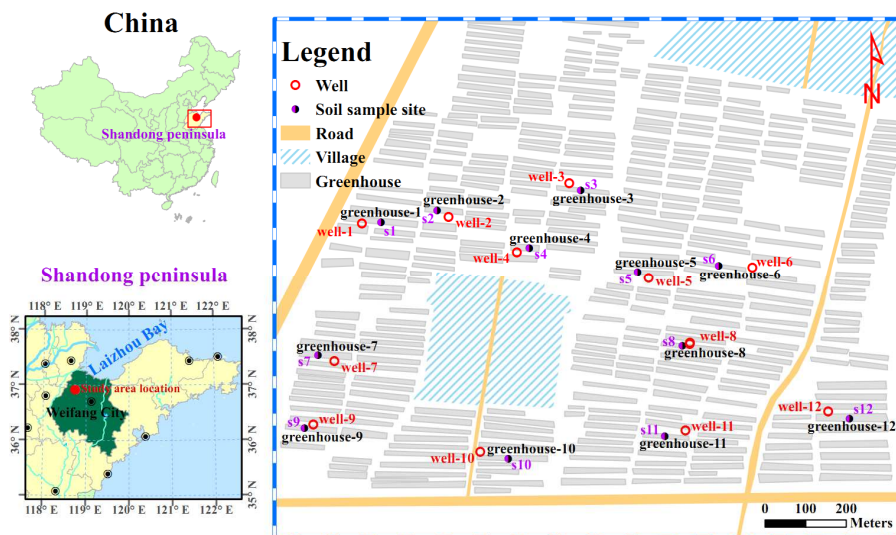 China
Shandong peninsula
Shandong peninsula
118° E 119° E 120° E 122° E
38° N
37° N
36° N
35° N
Laizhou Bay
Study area location
Weifang City
38° N
37° N
36° N
35° N
118° E 119° E 120° E 121° E 122° E
Legend
Well
Soil sample site
Road
Village
Greenhouse
N
well-3
s3
greenhouse-3
greenhouse-2
greenhouse-1
s2
well-2
well-1
s1
greenhouse-4
well-4
s4
greenhouse-5
s6
well-6
s5
well-5
greenhouse-6
greenhouse-7
s7
well-7
s8
well-8
greenhouse-8
well-9
s9
greenhouse-9
well-12
s12
greenhouse-12
s11
well-11
greenhouse-11
well-10
greenhouse-10
s10
0 100 200
Meters